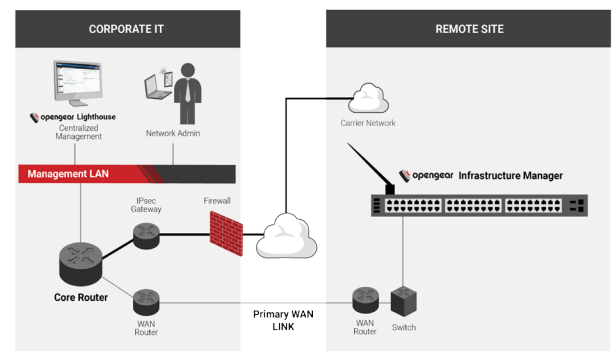 CORPORATE IT
REMOTE SITE
opengear Lighthouse
Centralized
Management
Network Admin
Carrier Network
Management LAN
opengear Infrastructure Manager
IPsec
Gateway
Firewall
Core Router
WAN
Router
Primary WAN
LINK
WAN
Router
Switch